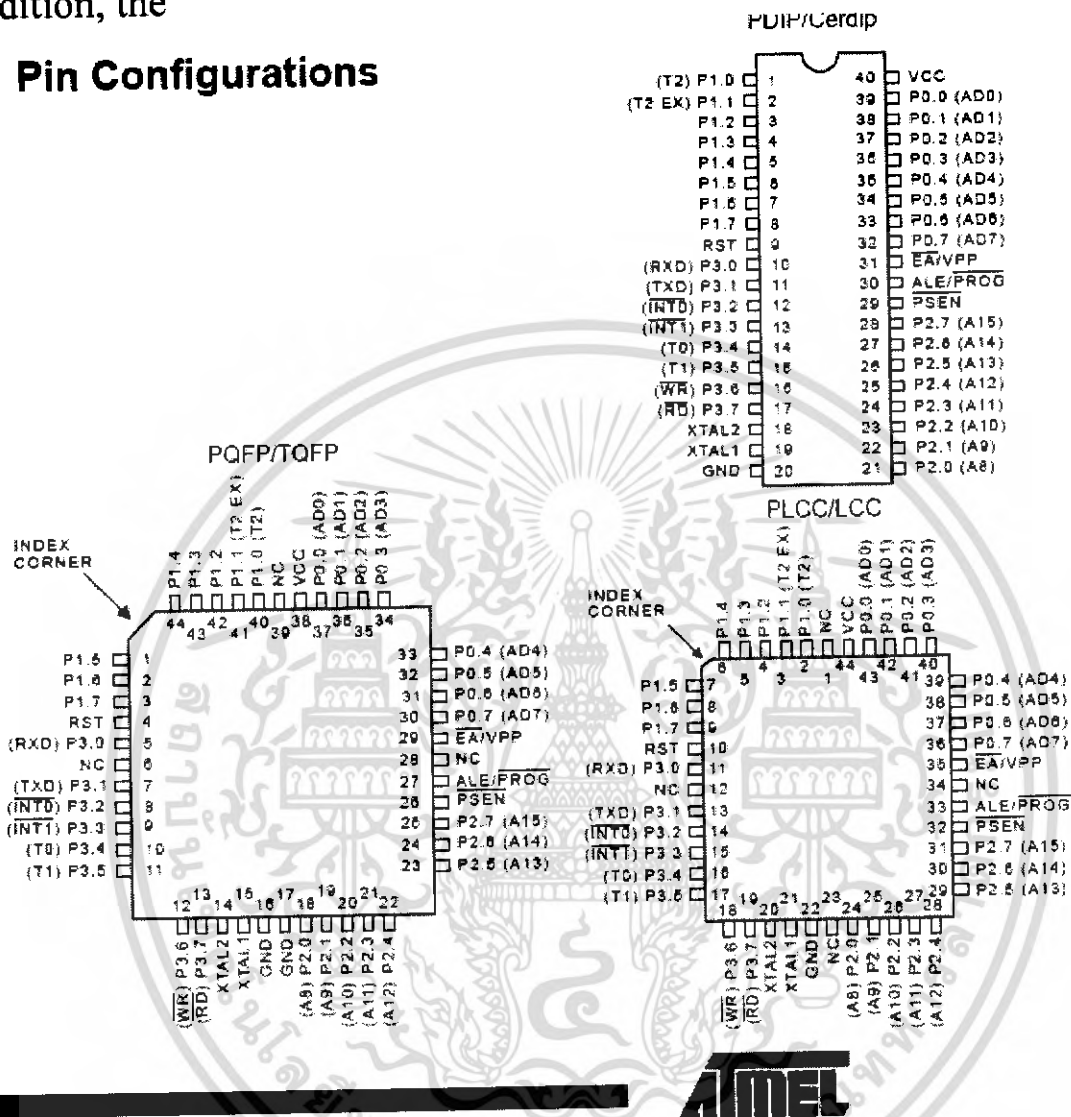 dition, the
Pin Configurations
PDIP/Cerdip
(T2) P1.0 1 40 VCC
(T2 EX) P1.1 2 39 P0.0 (AD0)
P1.2 3 38 P0.1 (AD1)
P1.3 4 37 P0.2 (AD2)
P1.4 5 36 P0.3 (AD3)
P1.5 6 35 P0.4 (AD4)
P1.6 7 34 P0.5 (AD5)
P1.7 8 33 P0.6 (AD6)
RST 9 32 P0.7 (AD7)
(RXD) P3.0 10 31 EA/VPP
(TXD) P3.1 11 30 ALE/PROG
(INT0) P3.2 12 29 PSEN
(INT1) P3.3 13 28 P2.7 (A15)
(T0) P3.4 14 27 P2.6 (A14)
(T1) P3.5 15 26 P2.5 (A13)
(WR) P3.6 16 25 P2.4 (A12)
(RD) P3.7 17 24 P2.3 (A11)
XTAL2 18 23 P2.2 (A10)
XTAL1 19 22 P2.1 (A9)
GND 20 21 P2.0 (A8)
PQFP/TQFP
INDEX
CORNER
P1.4
P1.3
P1.2
P1.1 (T2 EX)
P1.0 (T2)
NC
VCC
P0.0 (AD0)
P0.1 (AD1)
P0.2 (AD2)
P0.3 (AD3)
44 43 42 41 40 39 38 37 36 35 34
P1.5 1 33 P0.4 (AD4)
P1.6 2 32 P0.5 (AD5)
P1.7 3 31 P0.6 (AD6)
RST 4 30 P0.7 (AD7)
(RXD) P3.0 5 29 EA/VPP
NC 6 28 NC
(TXD) P3.1 7 27 ALE/PROG
(INT0) P3.2 8 26 PSEN
(INT1) P3.3 9 25 P2.7 (A15)
(T0) P3.4 10 24 P2.6 (A14)
(T1) P3.5 11 23 P2.5 (A13)
12 13 14 15 16 17 18 19 20 21 22
(WR) P3.6
(RD) P3.7
XTAL2
XTAL1
GND
GND
(A8) P2.0
(A9) P2.1
(A10) P2.2
(A11) P2.3
(A12) P2.4
PLCC/LCC
INDEX
CORNER
P1.4
P1.3
P1.2
P1.1 (T2 EX)
P1.0 (T2)
NC
VCC
P0.0 (AD0)
P0.1 (AD1)
P0.2 (AD2)
P0.3 (AD3)
6 5 4 3 2 1 44 43 42 41 40
P1.5 7 39 P0.4 (AD4)
P1.6 8 38 P0.5 (AD5)
P1.7 9 37 P0.6 (AD6)
RST 10 36 P0.7 (AD7)
(RXD) P3.0 11 35 EA/VPP
NC 12 34 NC
(TXD) P3.1 13 33 ALE/PROG
(INT0) P3.2 14 32 PSEN
(INT1) P3.3 15 31 P2.7 (A15)
(T0) P3.4 16 30 P2.6 (A14)
(T1) P3.5 17 29 P2.5 (A13)
18 19 20 21 22 23 24 25 26 27 28
(WR) P3.6
(RD) P3.7
XTAL2
XTAL1
GND
NC
(A8) P2.0
(A9) P2.1
(A10) P2.2
(A11) P2.3
(A12) P2.4
ATMEL